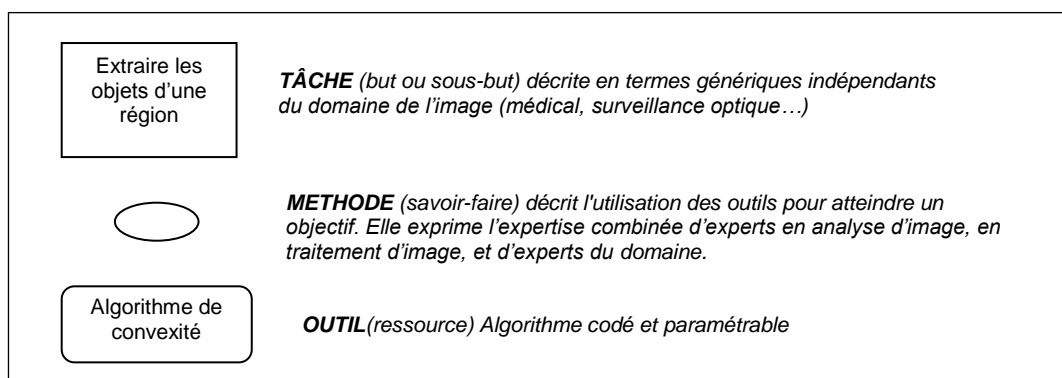 Extraire les
objets d’une
région
TÂCHE (but ou sous-but) décrite en termes génériques indépendants
du domaine de l’image (médical, surveillance optique…)
METHODE (savoir-faire) décrit l'utilisation des outils pour atteindre un
objectif. Elle exprime l’expertise combinée d’experts en analyse d’image, en
traitement d’image, et d’experts du domaine.
Algorithme de
convexité
OUTIL(ressource) Algorithme codé et paramétrable